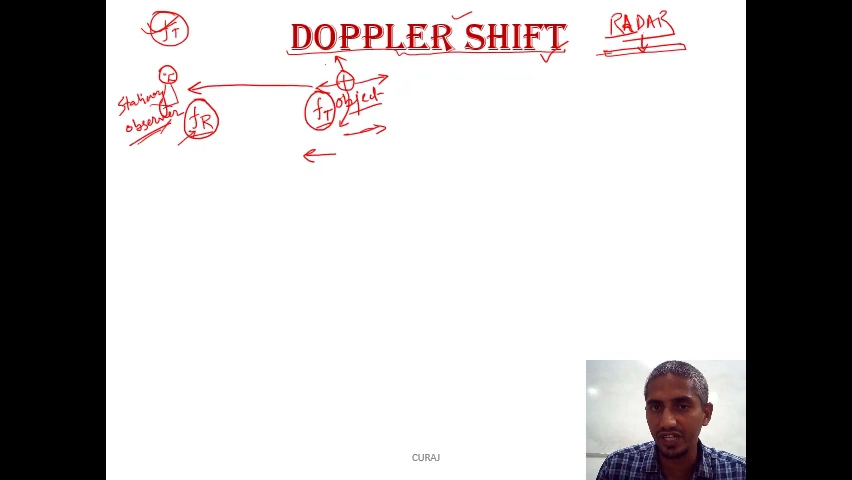 fT
DOPPLER SHIFT
RADAR
Stationary
observer
fR
fT
object
CURAJ